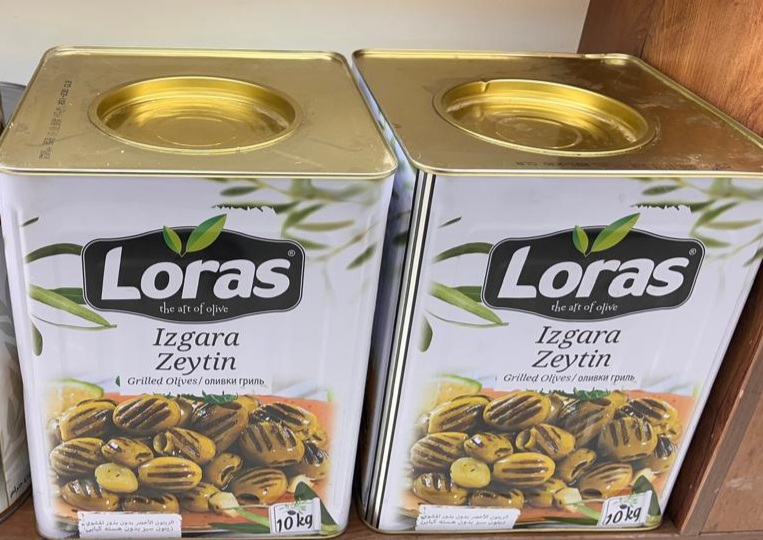 Loras®
the art of olive
Izgara
Zeytin
Grilled Olives / оливки гриль
10 kg
Loras®
the art of olive
Izgara
Zeytin
Grilled Olives / оливки гриль
10 kg